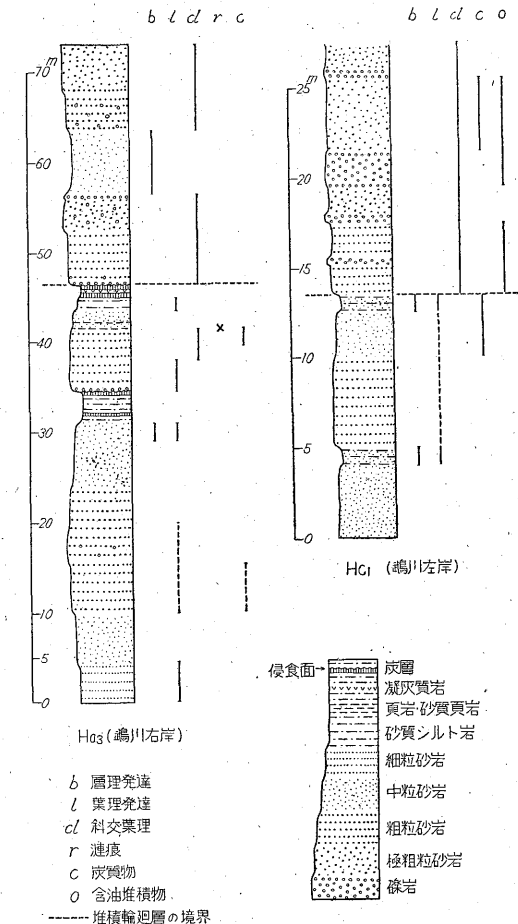 b l cl r c
m
70
60
50
40
30
20
10
5
0
Ha3 (鵡川右岸)
b 層理発達
l 葉理発達
cl 斜交葉理
r 漣痕
c 炭質物
o 含油堆積物
堆積輪廻層の境界
b l cl c o
m
25
20
15
10
5
0
Hc1 (鵡川左岸)
侵食面→
炭層
凝灰質岩
頁岩・砂質頁岩
砂質シルト岩
細粒砂岩
中粒砂岩
粗粒砂岩
極粗粒砂岩
礫岩